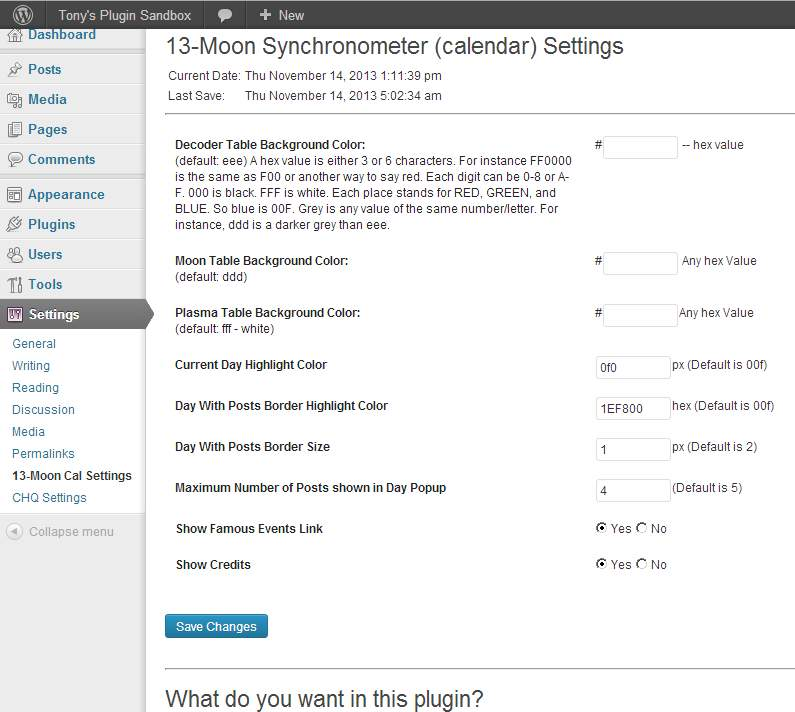 Tony's Plugin Sandbox
New
Dashboard
Posts
Media
Pages
Comments
Appearance
Plugins
Users
Tools
Settings
General
Writing
Reading
Discussion
Media
Permalinks
13-Moon Cal Settings
CHQ Settings
Collapse menu
13-Moon Synchronometer (calendar) Settings
Current Date: Thu November 14, 2013 1:11:39 pm
Last Save: Thu November 14, 2013 5:02:34 am
Decoder Table Background Color:
# -- hex value
(default: eee) A hex value is either 3 or 6 characters. For instance FF0000
is the same as F00 or another way to say red. Each digit can be 0-8 or A-
F. 000 is black. FFF is white. Each place stands for RED, GREEN, and
BLUE. So blue is 00F. Grey is any value of the same number/letter. For
instance, ddd is a darker grey than eee.
Moon Table Background Color:
# Any hex Value
(default: ddd)
Plasma Table Background Color:
# Any hex Value
(default: fff - white)
Current Day Highlight Color 0f0 px (Default is 00f)
Day With Posts Border Highlight Color 1EF800 hex (Default is 00f)
Day With Posts Border Size 1 px (Default is 2)
Maximum Number of Posts shown in Day Popup 4 (Default is 5)
Show Famous Events Link Yes No
Show Credits Yes No
Save Changes
What do you want in this plugin?